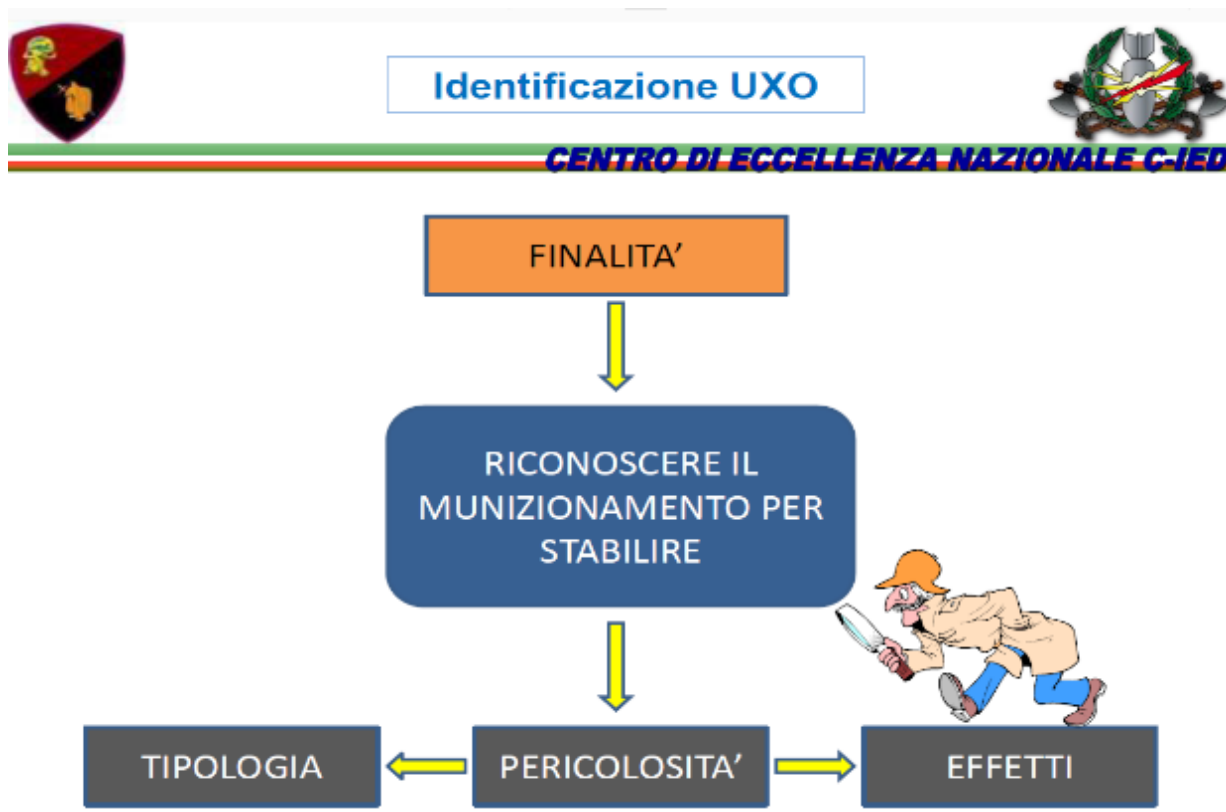 Identificazione UXO
CENTRO DI ECCELLENZA NAZIONALE C-IED
FINALITA’
RICONOSCERE IL
MUNIZIONAMENTO PER
STABILIRE
TIPOLOGIA
PERICOLOSITA’
EFFETTI